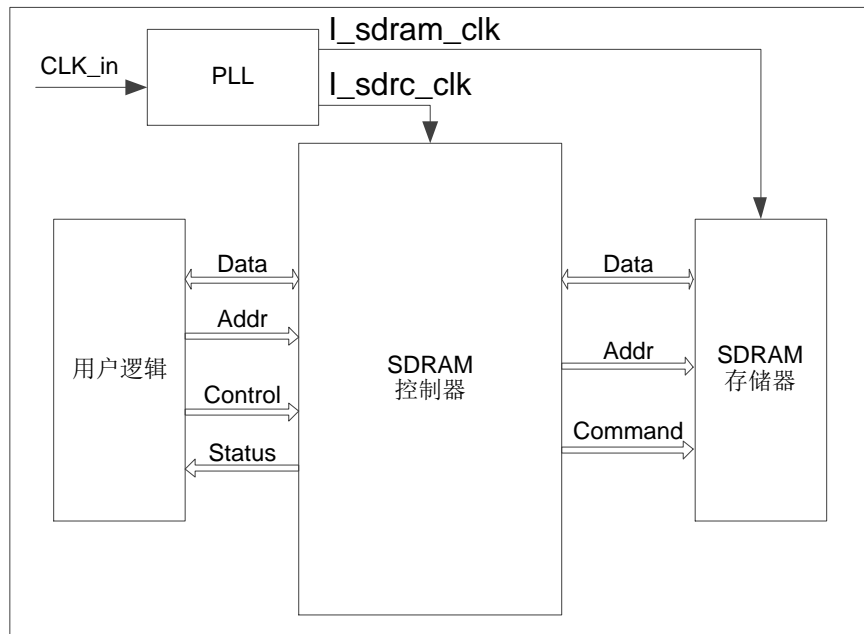 I_sdram_clk
CLK_in
PLL
I_sdrc_clk
Data
Data
Addr
用户逻辑
SDRAM
控制器
Addr
SDRAM
存储器
Control
Command
Status